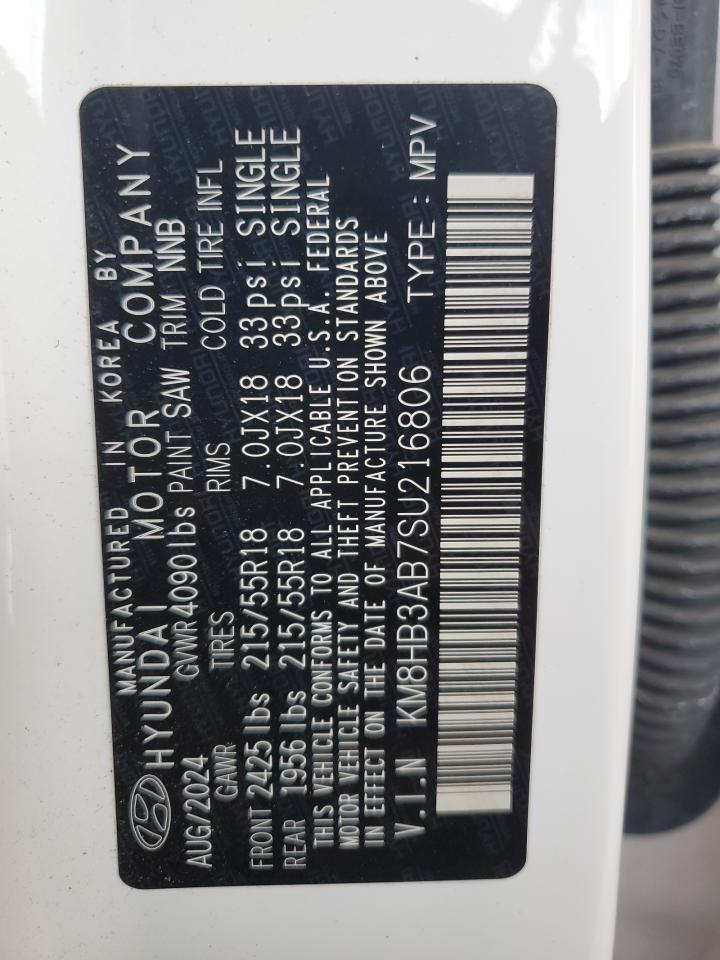 MANUFACTURED IN KOREA BY
HYUNDAI MOTOR COMPANY
AUG/2024 GVWR 4090 lbs PAINT SAW TRIM NNB
GAWR TIRES RIMS COLD TIRE INFL
FRONT 2425 lbs 215/55R18 7.0JX18 33psi SINGLE
REAR 1956 lbs 215/55R18 7.0JX18 33psi SINGLE
THIS VEHICLE CONFORMS TO ALL APPLICABLE U.S.A. FEDERAL
MOTOR VEHICLE SAFETY AND THEFT PREVENTION STANDARDS
IN EFFECT ON THE DATE OF MANUFACTURE SHOWN ABOVE
V.I.N KM8HB3AB7SU216806 TYPE : MPV